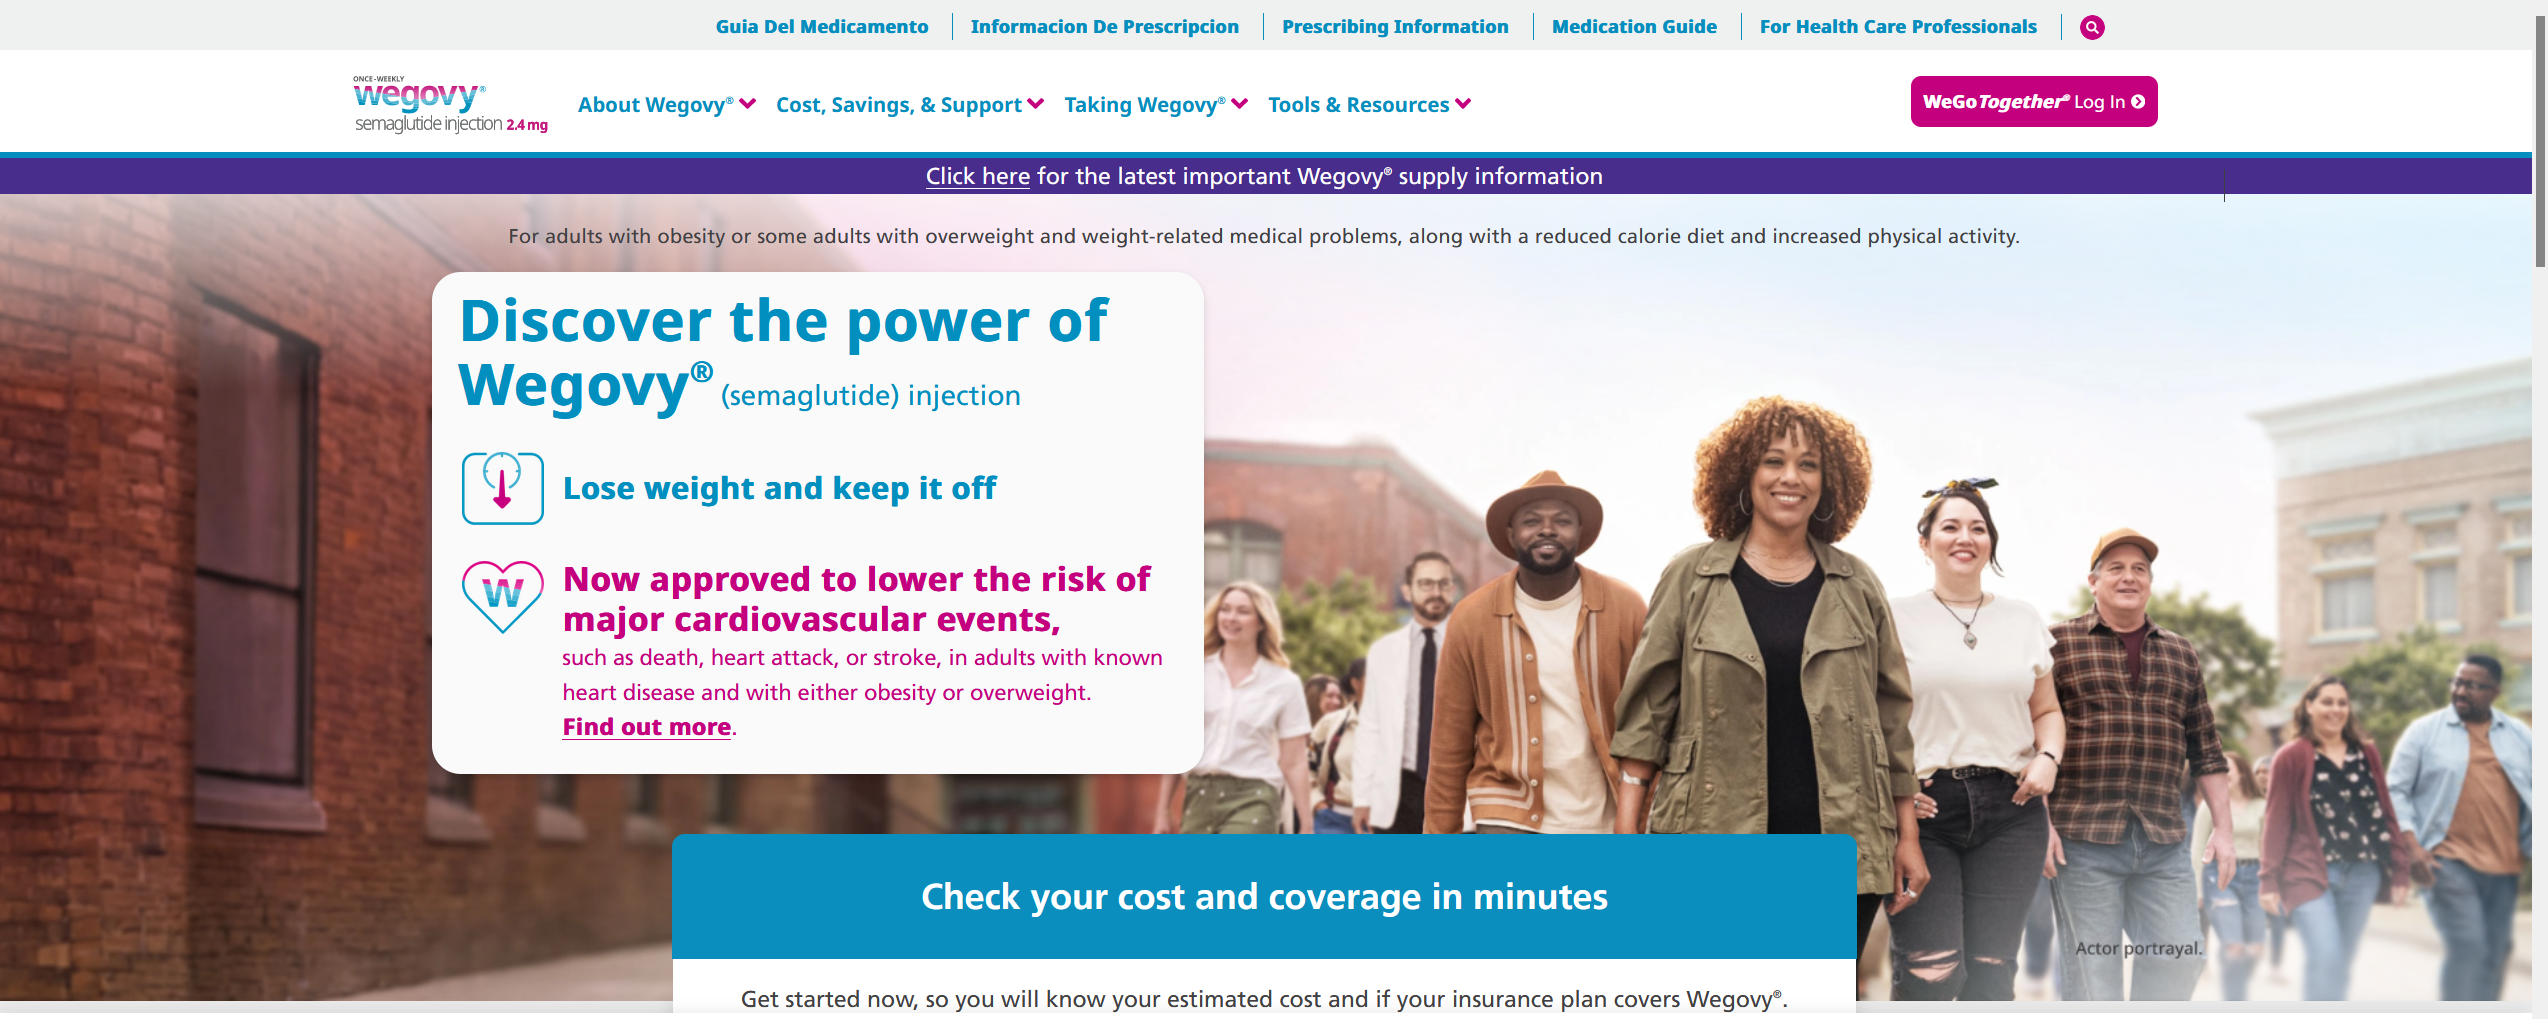 Guia Del Medicamento
Informacion De Prescripcion
Prescribing Information
Medication Guide
For Health Care Professionals
ONCE-WEEKLY
wegovy®
semaglutide injection 2.4 mg
About Wegovy®
Cost, Savings, & Support
Taking Wegovy®
Tools & Resources
WeGoTogether® Log In
Click here for the latest important Wegovy® supply information
For adults with obesity or some adults with overweight and weight-related medical problems, along with a reduced calorie diet and increased physical activity.
Discover the power of
Wegovy® (semaglutide) injection
Lose weight and keep it off
W
Now approved to lower the risk of
major cardiovascular events,
such as death, heart attack, or stroke, in adults with known
heart disease and with either obesity or overweight.
Find out more.
Check your cost and coverage in minutes
Actor portrayal.
Get started now, so you will know your estimated cost and if your insurance plan covers Wegovy®.